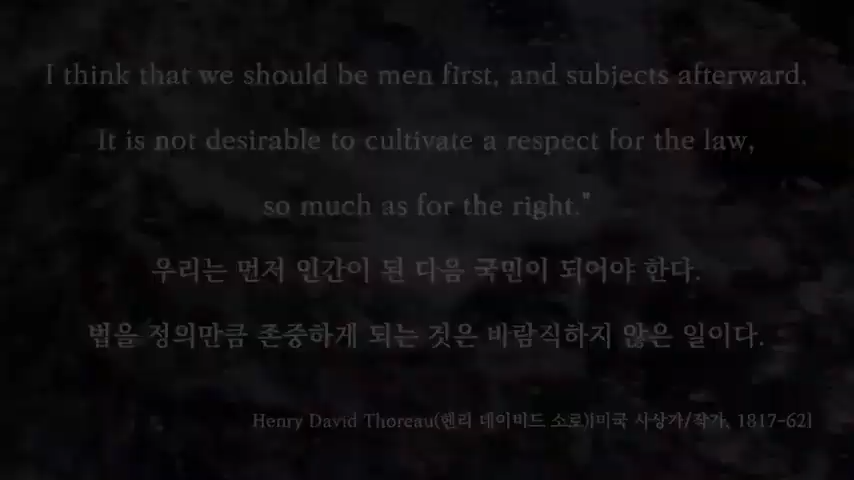 I think that we should be men first, and subjects afterward.
It is not desirable to cultivate a respect for the law,
so much as for the right."
우리는 먼저 인간이 된 다음 국민이 되어야 한다.
법을 정의만큼 존중하게 되는 것은 바람직하지 않은 일이다.
Henry David Thoreau(헨리 데이비드 소로)[미국 사상가/작가, 1817-62]